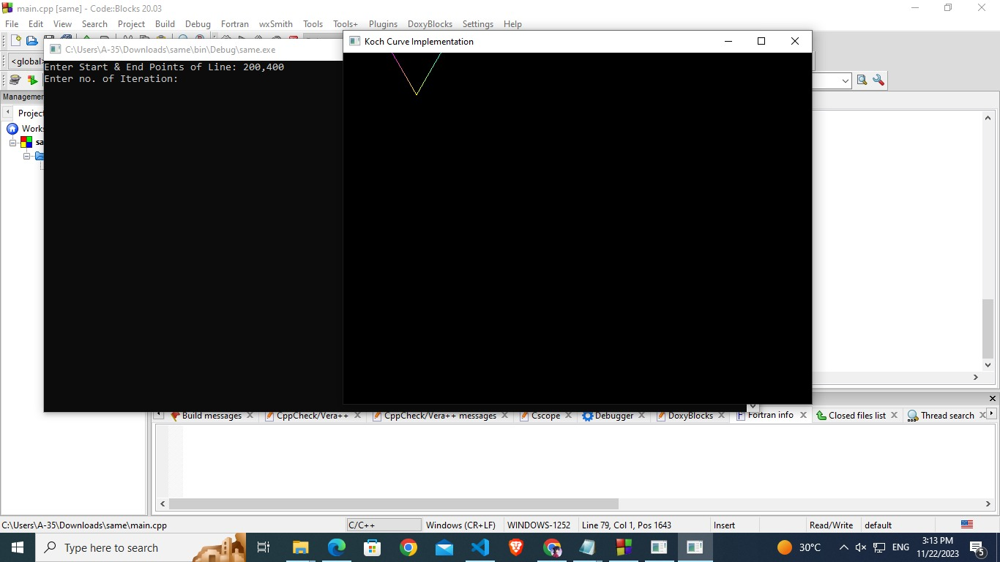 main.cpp [same] - Code::Blocks 20.03
File Edit View Search Project Build Debug Fortran wxSmith Tools Tools+ Plugins DoxyBlocks Settings Help
C:\Users\A-35\Downloads\same\bin\Debug\same.exe
Koch Curve Implementation
<global>
Enter Start & End Points of Line: 200,400
Enter no. of Iteration:
Build messages CppCheck/Vera++ CppCheck/Vera++ messages Cscope Debugger DoxyBlocks Fortran info Closed files list Thread search
C:\Users\A-35\Downloads\same\main.cpp C/C++ Windows (CR+LF) WINDOWS-1252 Line 79, Col 1, Pos 1643 Insert Read/Write default
Type here to search 30°C ENG 3:13 PM
11/22/2023 5